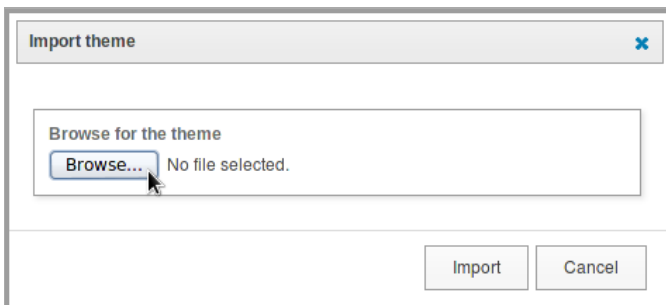 Import theme
Browse for the theme
Browse... No file selected.
Import Cancel